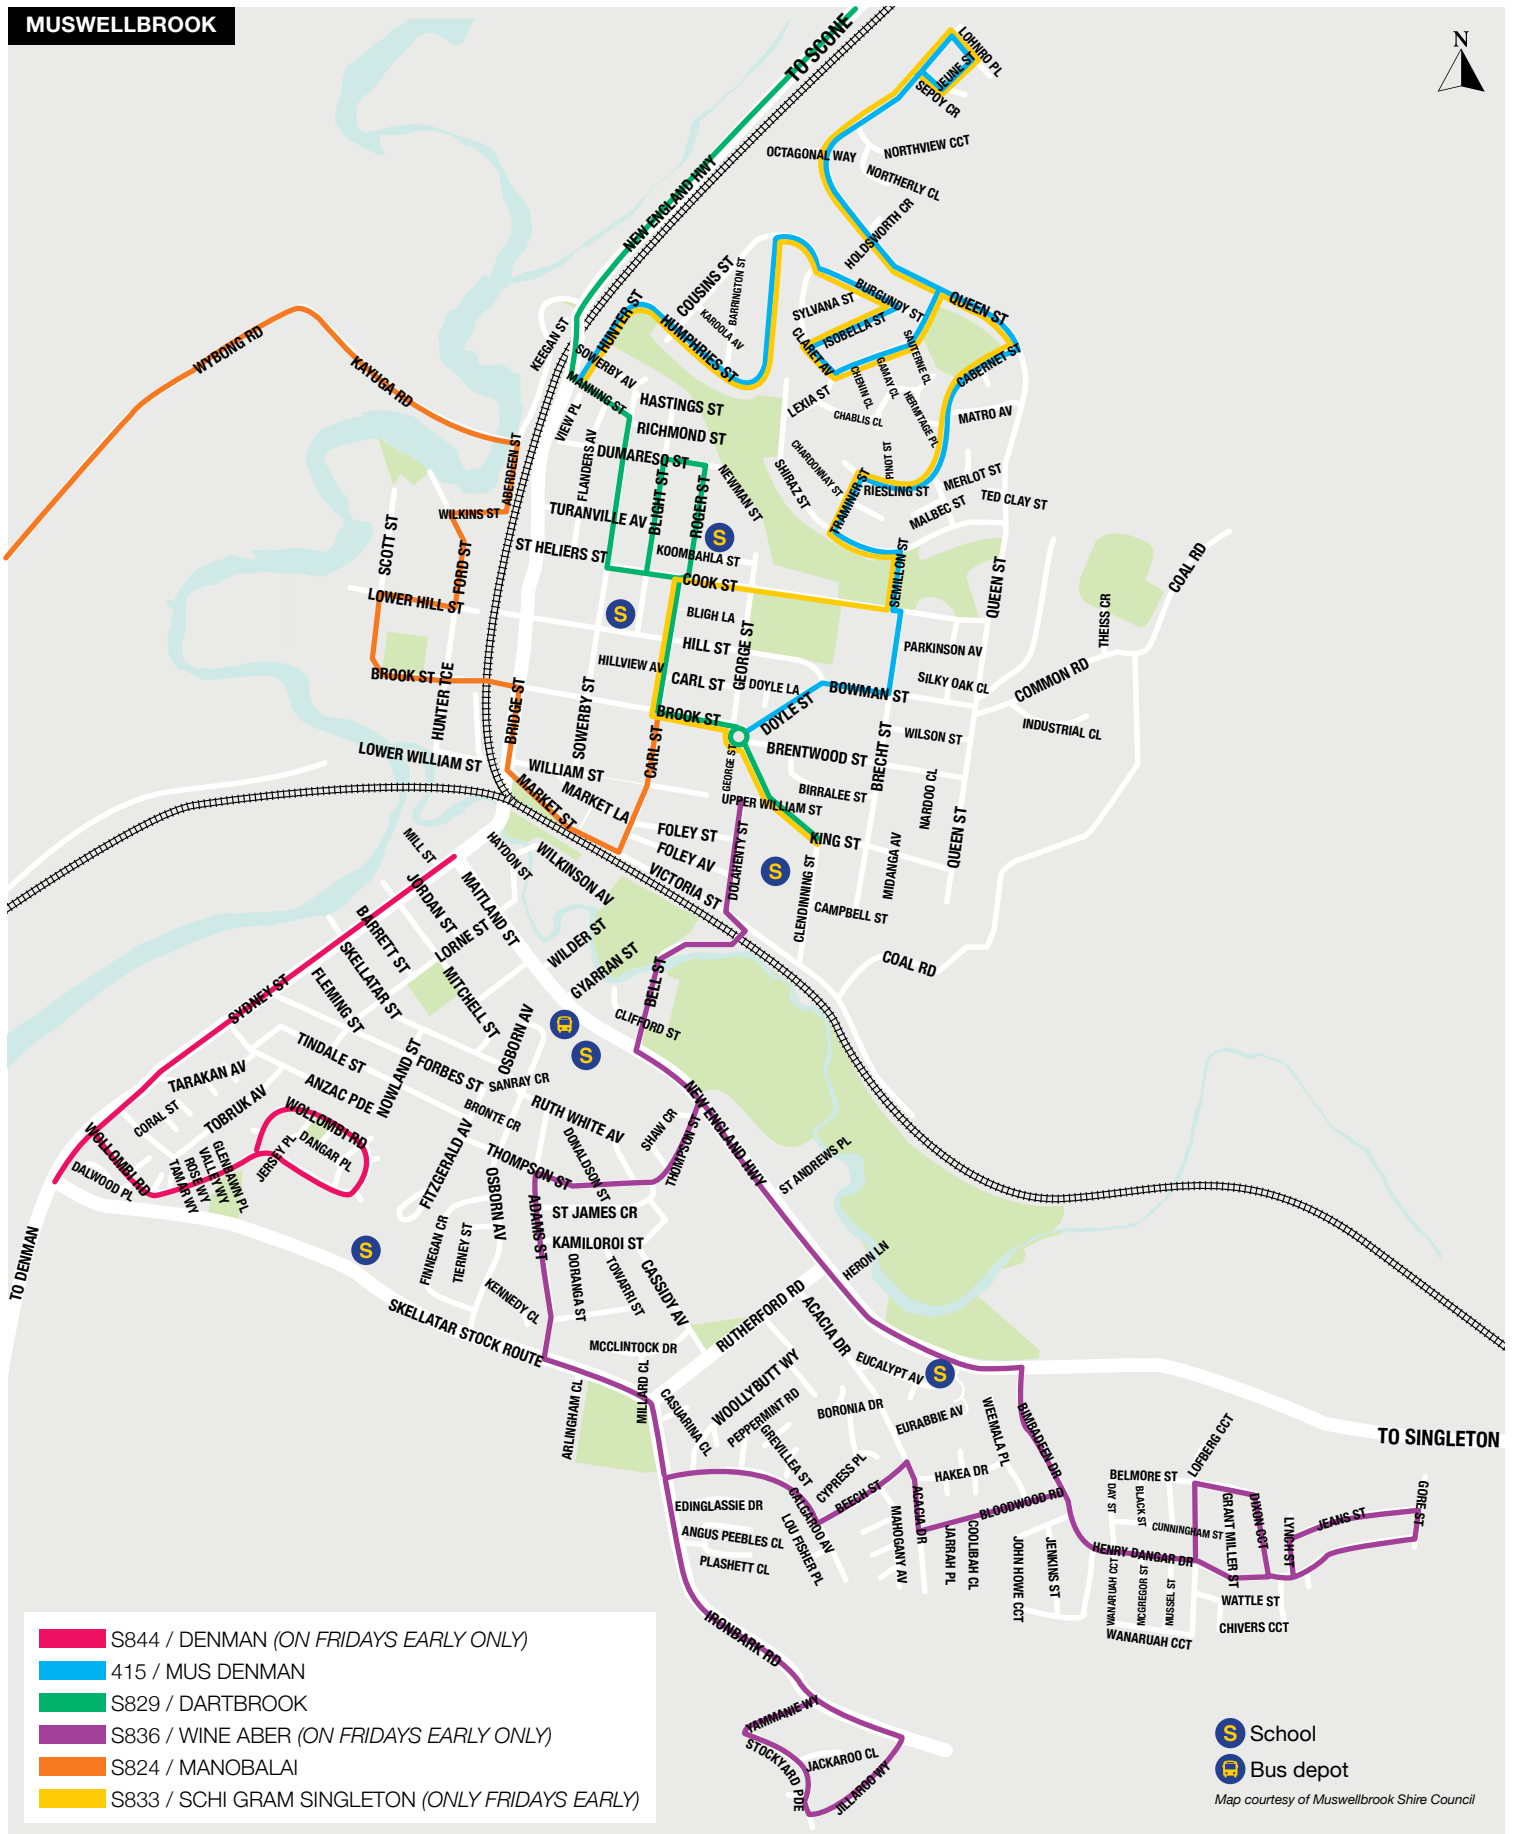 MUSWELLBROOK
TO SCONE
LOHNRO PL
N
JEUNE ST
SEPOY CR
NEW ENGLAND HWY
OCTAGONAL WAY
NORTHVIEW CCT
NORTHERLY CL
HOLDSWORTH CR
COUSINS ST
BARRINGTON ST
KAROOLA AV
HUNTER ST
HUMPHRIES ST
BURGUNDY ST
QUEEN ST
SYLVANA ST
ISOBELLA ST
CLARET AV
SAUTERNE CL
CABERNET ST
KEEGAN ST
SOWERBY AV
MANNING ST
WYBONG RD
KAYUGA RD
CHENIN CL
GAMAY CL
HERMITAGE PL
LEXIA ST
CHABLIS CL
MATRO AV
HASTINGS ST
VIEW PL
RICHMOND ST
FLANDERS AV
DUMARESQ ST
ABERDEEN ST
NEWMAN ST
CHARDONNAY ST
PINOT ST
SHIRAZ ST
TRAMINER ST
RIESLING ST
MERLOT ST
MALBEC ST
TED CLAY ST
BLIGHT ST
ROGER ST
WILKINS ST
TURANVILLE AV
SCOTT ST
FORD ST
ST HELIERS ST
S
KOOMBAHLA ST
SEMILLON ST
QUEEN ST
COAL RD
LOWER HILL ST
COOK ST
THEISS CR
S
BLIGH LA
HILL ST
GEORGE ST
PARKINSON AV
HILLVIEW AV
COMMON RD
BROOK ST
CARL ST
DOYLE LA
BOWMAN ST
SILKY OAK CL
HUNTER TCE
BRIDGE ST
SOWERBY ST
BROOK ST
DOYLE ST
INDUSTRIAL CL
WILSON ST
LOWER WILLIAM ST
WILLIAM ST
CARL ST
GEORGE ST
BRENTWOOD ST
BRECHT ST
MARKET ST
MARKET LA
UPPER WILLIAM ST
BIRRALEE ST
NARDOO CL
QUEEN ST
MILL ST
HAYDON ST
WILKINSON AV
FOLEY ST
FOLEY AV
VICTORIA ST
DOLAHENTY ST
KING ST
S
CLENDINNING ST
MIDANGA AV
CAMPBELL ST
JORDAN ST
MAITLAND ST
BARRETT ST
LORNE ST
WILDER ST
COAL RD
SKELLATAR ST
GYARRAN ST
BELL ST
FLEMING ST
MITCHELL ST
SYDNEY ST
CLIFFORD ST
S
OSBORN AV
TINDALE ST
NOWLAND ST
FORBES ST
SANRAY CR
TARAKAN AV
ANZAC PDE
NEW ENGLAND HWY
CORAL ST
TOBRUK AV
WOLLOMBI RD
BRONTE CR
RUTH WHITE AV
SHAW CR
THOMPSON ST
WOLLOMBI RD
DANGAR PL
JERSEY PL
FITZGERALD AV
THOMPSON ST
DONALDSON ST
ST ANDREWS PL
DALWOOD PL
GLENBAWN PL
VALLEY WY
ROSE WY
TAMAR WY
OSBORN AV
ADAMS ST
ST JAMES CR
TO DENMAN
FINNEGAN CR
TIERNEY ST
S
KAMILOROI ST
OORANGA ST
TOWARRI ST
CASSIDY AV
HERON LN
KENNEDY CL
RUTHERFORD RD
SKELLATAR STOCK ROUTE
ACACIA DR
MCCLINTOCK DR
MILLARD CL
EUCALYPT AV
S
ARLINGHAM CL
CASUARINA CL
WOOLLYBUTT WY
PEPPERMINT RD
BORONIA DR
EURABBIE AV
WEEMALA PL
BIMBADEEN DR
TO SINGLETON
GREVILLEA ST
CYPRESS PL
LOFBERG CCT
HAKEA DR
BELMORE ST
EDINGLASSIE DR
CALGAROO AV
BEECH ST
ACACIA DR
BLOODWOOD RD
DAY ST
BLACK ST
CUNNINGHAM ST
GRANT MILLER ST
DIXON CCT
LYNCH ST
JEANS ST
GORE ST
ANGUS PEEBLES CL
LOU FISHER PL
MAHOGANY AV
JARRAH PL
COOLIBAH CL
JOHN HOWE CCT
JENKINS ST
HENRY DANGAR DR
PLASHETT CL
WANARUAH CCT
MCGREGOR ST
MUSSEL ST
WATTLE ST
CHIVERS CCT
WANARUAH CCT
IRONBARK RD
YAMMANIE WY
STOCKYARD PDE
JACKAROO CL
JILLAROO WY
S844 / DENMAN (ON FRIDAYS EARLY ONLY)
415 / MUS DENMAN
S829 / DARTBROOK
S836 / WINE ABER (ON FRIDAYS EARLY ONLY)
S824 / MANOBALAI
S833 / SCHI GRAM SINGLETON (ONLY FRIDAYS EARLY)
S School
Bus depot
Map courtesy of Muswellbrook Shire Council